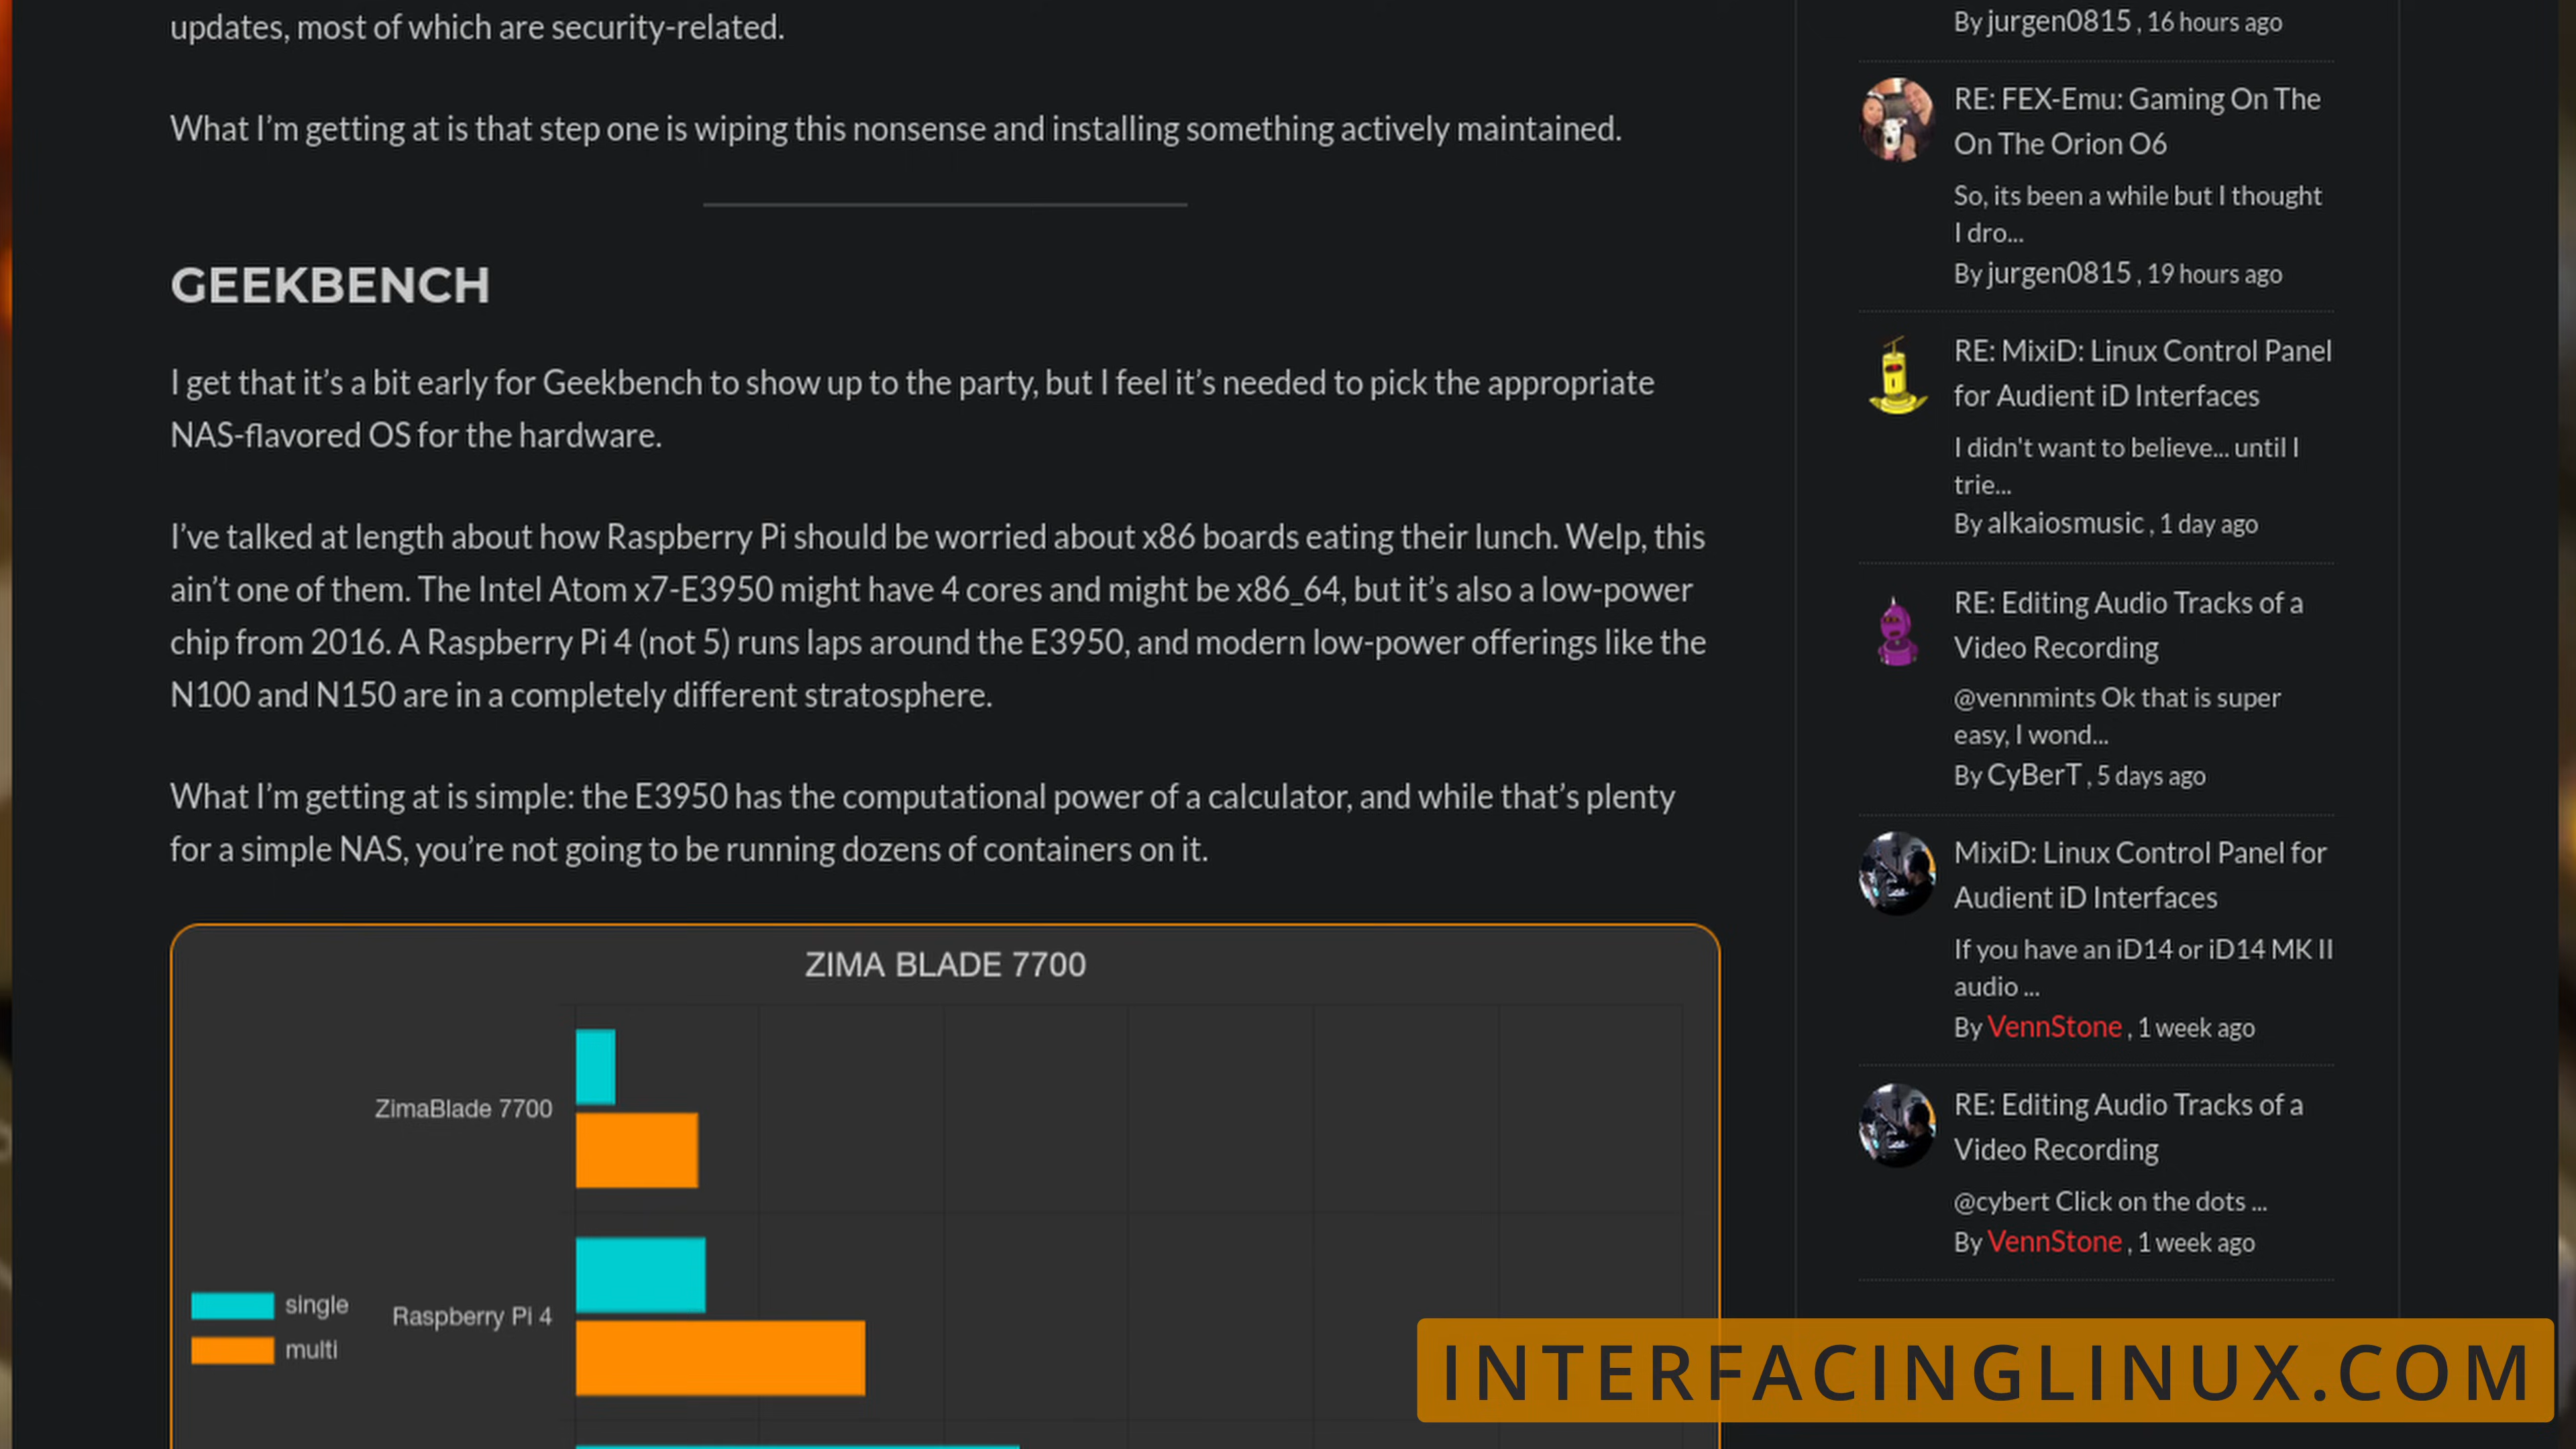 updates, most of which are security-related.
What I'm getting at is that step one is wiping this nonsense and installing something actively maintained.
GEEKBENCH
I get that it's a bit early for Geekbench to show up to the party, but I feel it's needed to pick the appropriate
NAS-flavored OS for the hardware.
I've talked at length about how Raspberry Pi should be worried about x86 boards eating their lunch. Welp, this
ain't one of them. The Intel Atom x7-E3950 might have 4 cores and might be x86_64, but it's also a low-power
chip from 2016. A Raspberry Pi 4 (not 5) runs laps around the E3950, and modern low-power offerings like the
N100 and N150 are in a completely different stratosphere.
What I'm getting at is simple: the E3950 has the computational power of a calculator, and while that's plenty
for a simple NAS, you're not going to be running dozens of containers on it.
ZIMA BLADE 7700
ZimaBlade 7700
Raspberry Pi 4
single
multi
By jurgen0815 , 16 hours ago
RE: FEX-Emu: Gaming On The
On The Orion O6
So, its been a while but I thought
I dro...
By jurgen0815 , 19 hours ago
RE: MixiD: Linux Control Panel
for Audient iD Interfaces
I didn't want to believe... until I
trie...
By alkaiosmusic , 1 day ago
RE: Editing Audio Tracks of a
Video Recording
@vennmints Ok that is super
easy, I wond...
By CyBerT , 5 days ago
MixiD: Linux Control Panel for
Audient iD Interfaces
If you have an iD14 or iD14 MK II
audio ...
By VennStone , 1 week ago
RE: Editing Audio Tracks of a
Video Recording
@cybert Click on the dots ...
By VennStone , 1 week ago
INTERFACINGLINUX.COM